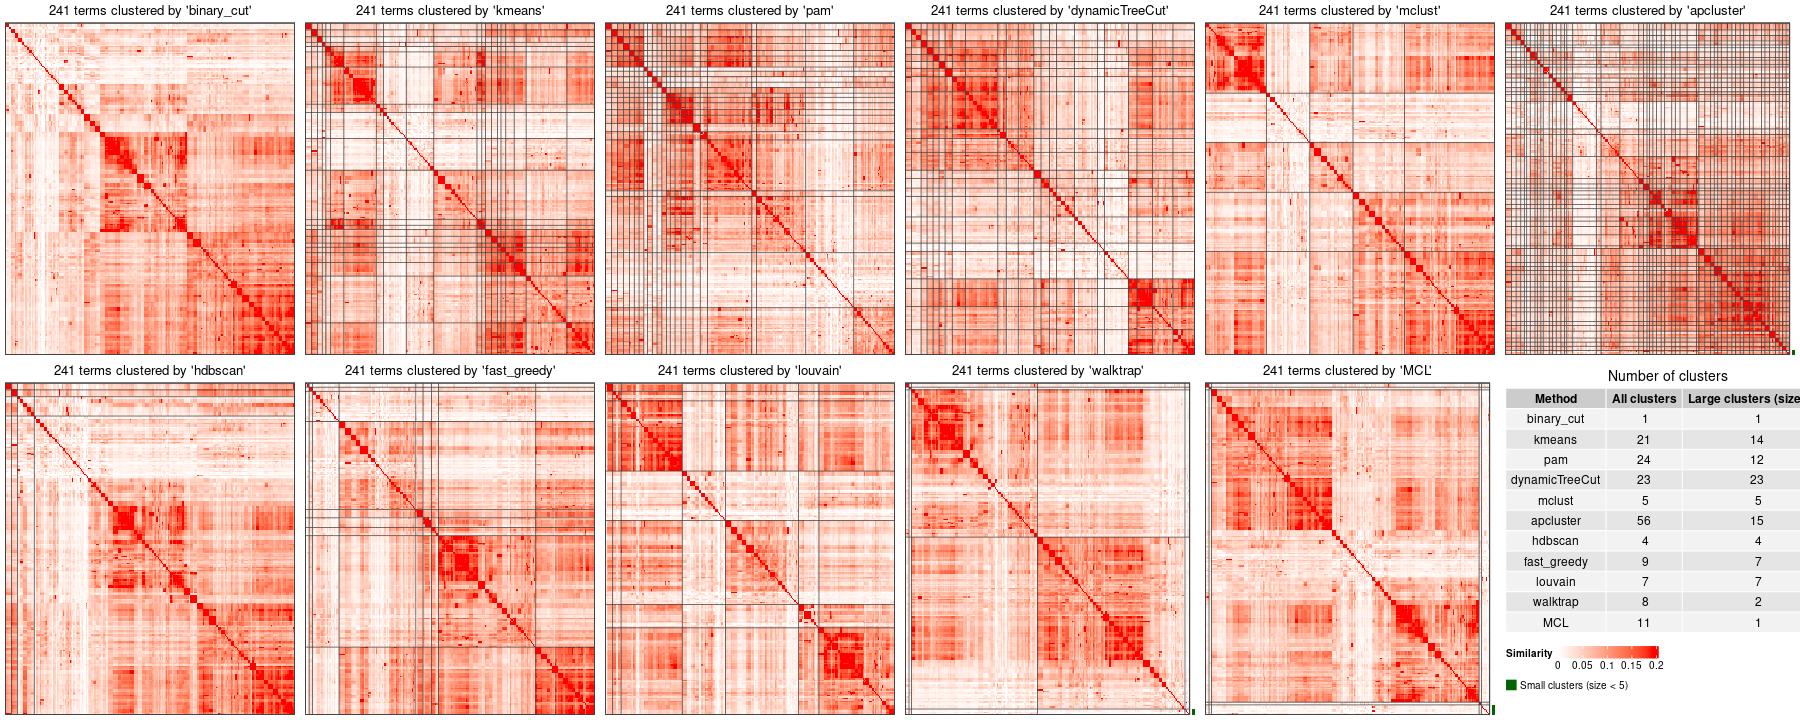 241 terms clustered by 'binary_cut'
241 terms clustered by 'kmeans'
241 terms clustered by 'pam'
241 terms clustered by 'dynamicTreeCut'
241 terms clustered by 'mclust'
241 terms clustered by 'apcluster'
241 terms clustered by 'hdbscan'
241 terms clustered by 'fast_greedy'
241 terms clustered by 'louvain'
241 terms clustered by 'walktrap'
241 terms clustered by 'MCL'
Number of clusters
Method All clusters Large clusters (size
binary_cut 1 1
kmeans 21 14
pam 24 12
dynamicTreeCut 23 23
mclust 5 5
apcluster 56 15
hdbscan 4 4
fast_greedy 9 7
louvain 7 7
walktrap 8 2
MCL 11 1
Similarity
0 0.05 0.1 0.15 0.2
Small clusters (size < 5)